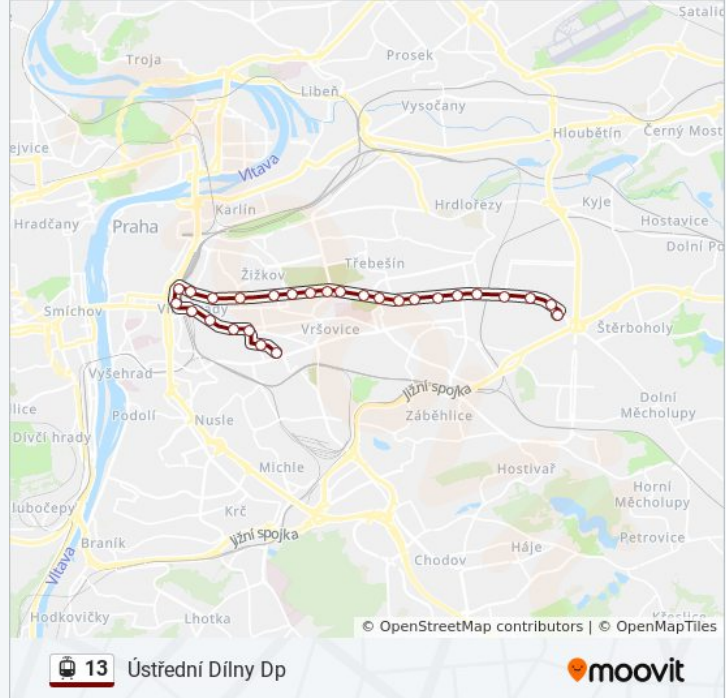 Satalic
Troja
Prosek
Libeň
Vysočany
Hloubětín
Černý Most
ejvice
Vltava
Karlín
Hrdlořezy
Kyje
Hradčany
Praha
Hostavice
Dolní Po
Třebešín
Žižkov
Smíchov
Vršovice
Štěrboholy
Vyšehrad
Jižní spojka
Dolní
Měcholupy
llice
Podolí
Nusle
Záběhlice
Dívčí hrady
Michle
Hostivař
Horní
Měcholupy
lubočepy
Krč
Petrovice
Braník
Jižní spojka
Háje
Vltava
Chodov
Hodkovičky
Lhotka
© OpenStreetMap contributors | © OpenMapTiles
13 Ústřední Dílny Dp
moovit